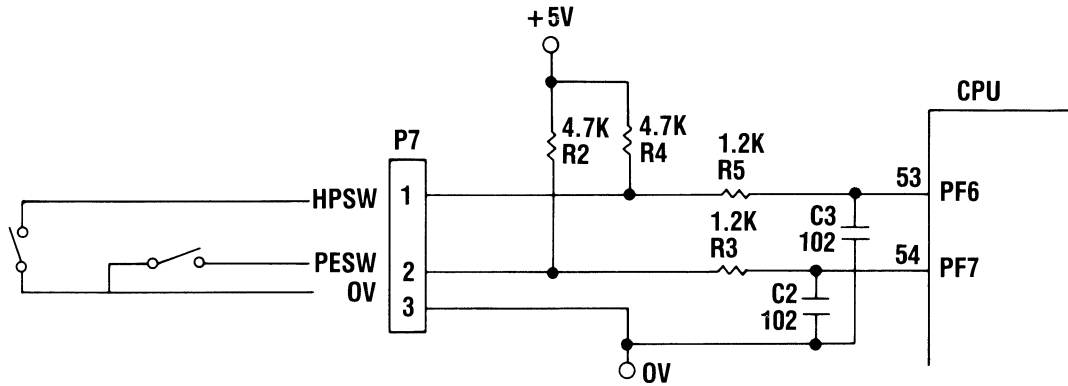 +5V
CPU
P7
4.7K
R2
4.7K
R4
1.2K
R5
HPSW
1
53
PF6
1.2K
R3
C3
102
PESW
2
54
PF7
0V
3
C2
102
0V